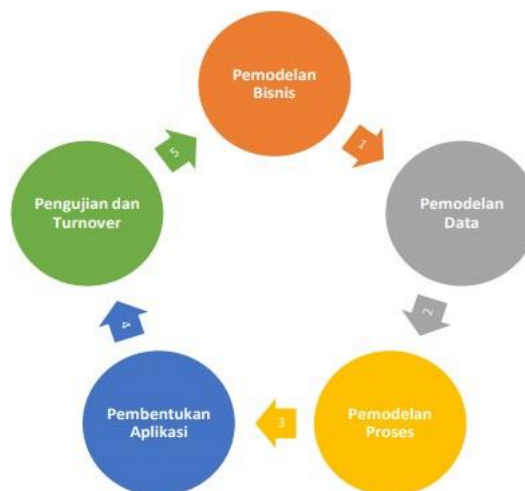 Pemodelan
Bisnis
1
Pemodelan
Data
2
Pemodelan
Proses
3
Pembentukan
Aplikasi
4
Pengujian dan
Turnover
5